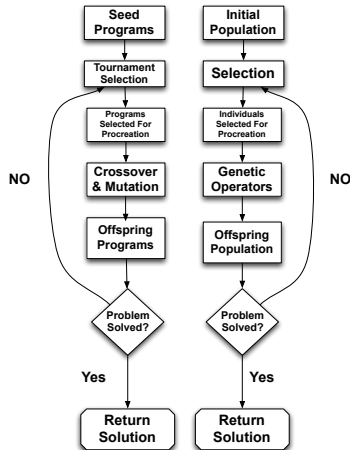 Seed
Programs
Tournament
Selection
Programs
Selected For
Procreation
Crossover
& Mutation
Offspring
Programs
NO
Problem
Solved?
Yes
Return
Solution
Initial
Population
Selection
Individuals
Selected For
Procreation
Genetic
Operators
Offspring
Population
NO
Problem
Solved?
Yes
Return
Solution